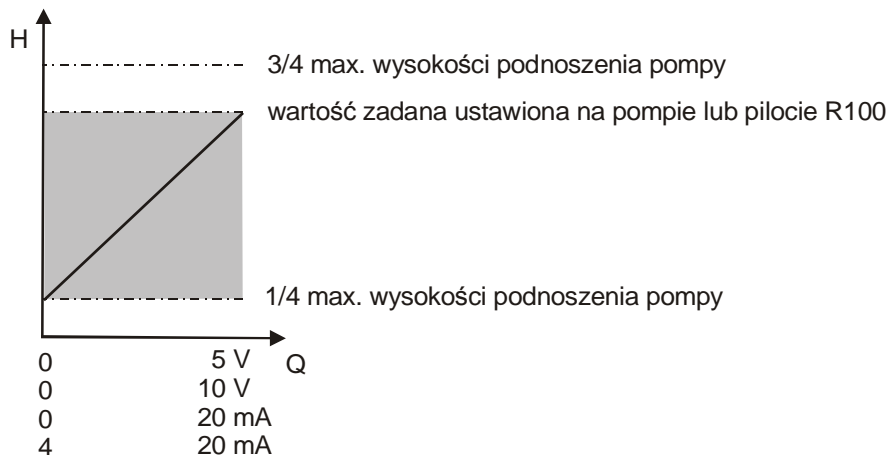 H
3/4 max. wysokości podnoszenia pompy
wartość zadana ustawiona na pompie lub pilocie R100
1/4 max. wysokości podnoszenia pompy
0 5 V Q
0 10 V
0 20 mA
4 20 mA